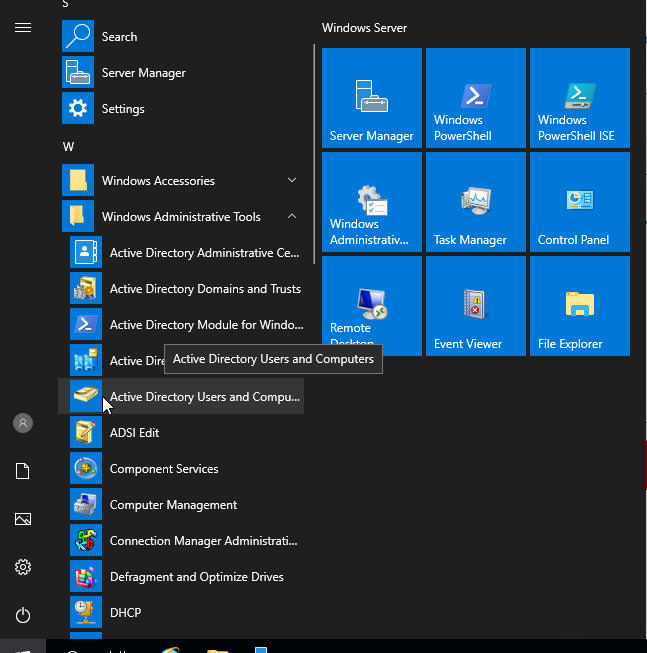 S
Search
Server Manager
Settings
W
Windows Accessories
Windows Administrative Tools
Active Directory Administrative Ce...
Active Directory Domains and Trusts
Active Directory Module for Windo...
Active Dire
Active Directory Users and Computers
Active Directory Users and Compu...
ADSI Edit
Component Services
Computer Management
Connection Manager Administrati...
Defragment and Optimize Drives
DHCP
Windows Server
Server Manager
Windows
PowerShell
Windows
PowerShell ISE
Windows
Administrativ...
Task Manager
Control Panel
Remote
Desktop
Event Viewer
File Explorer